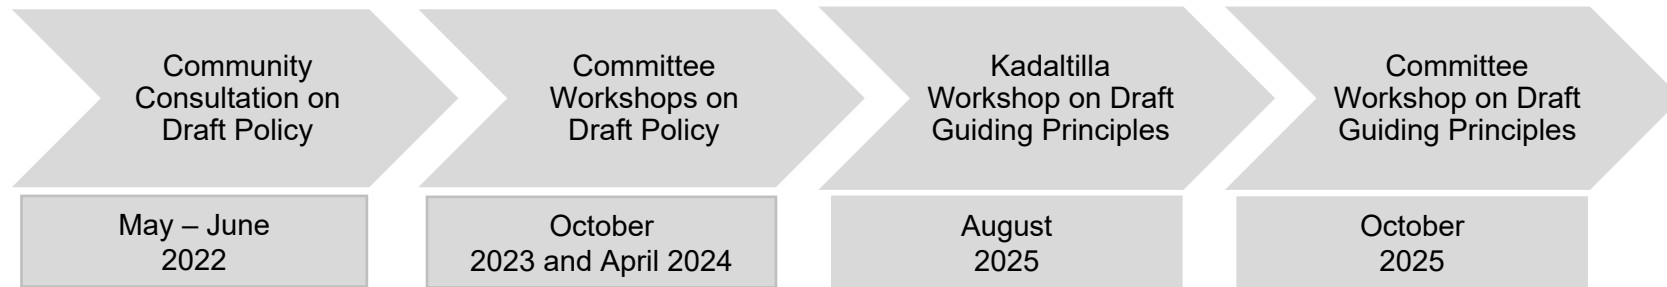 Community
Consultation on
Draft Policy
May – June
2022
Committee
Workshops on
Draft Policy
October
2023 and April 2024
Kadaltilla
Workshop on Draft
Guiding Principles
August
2025
Committee
Workshop on Draft
Guiding Principles
October
2025